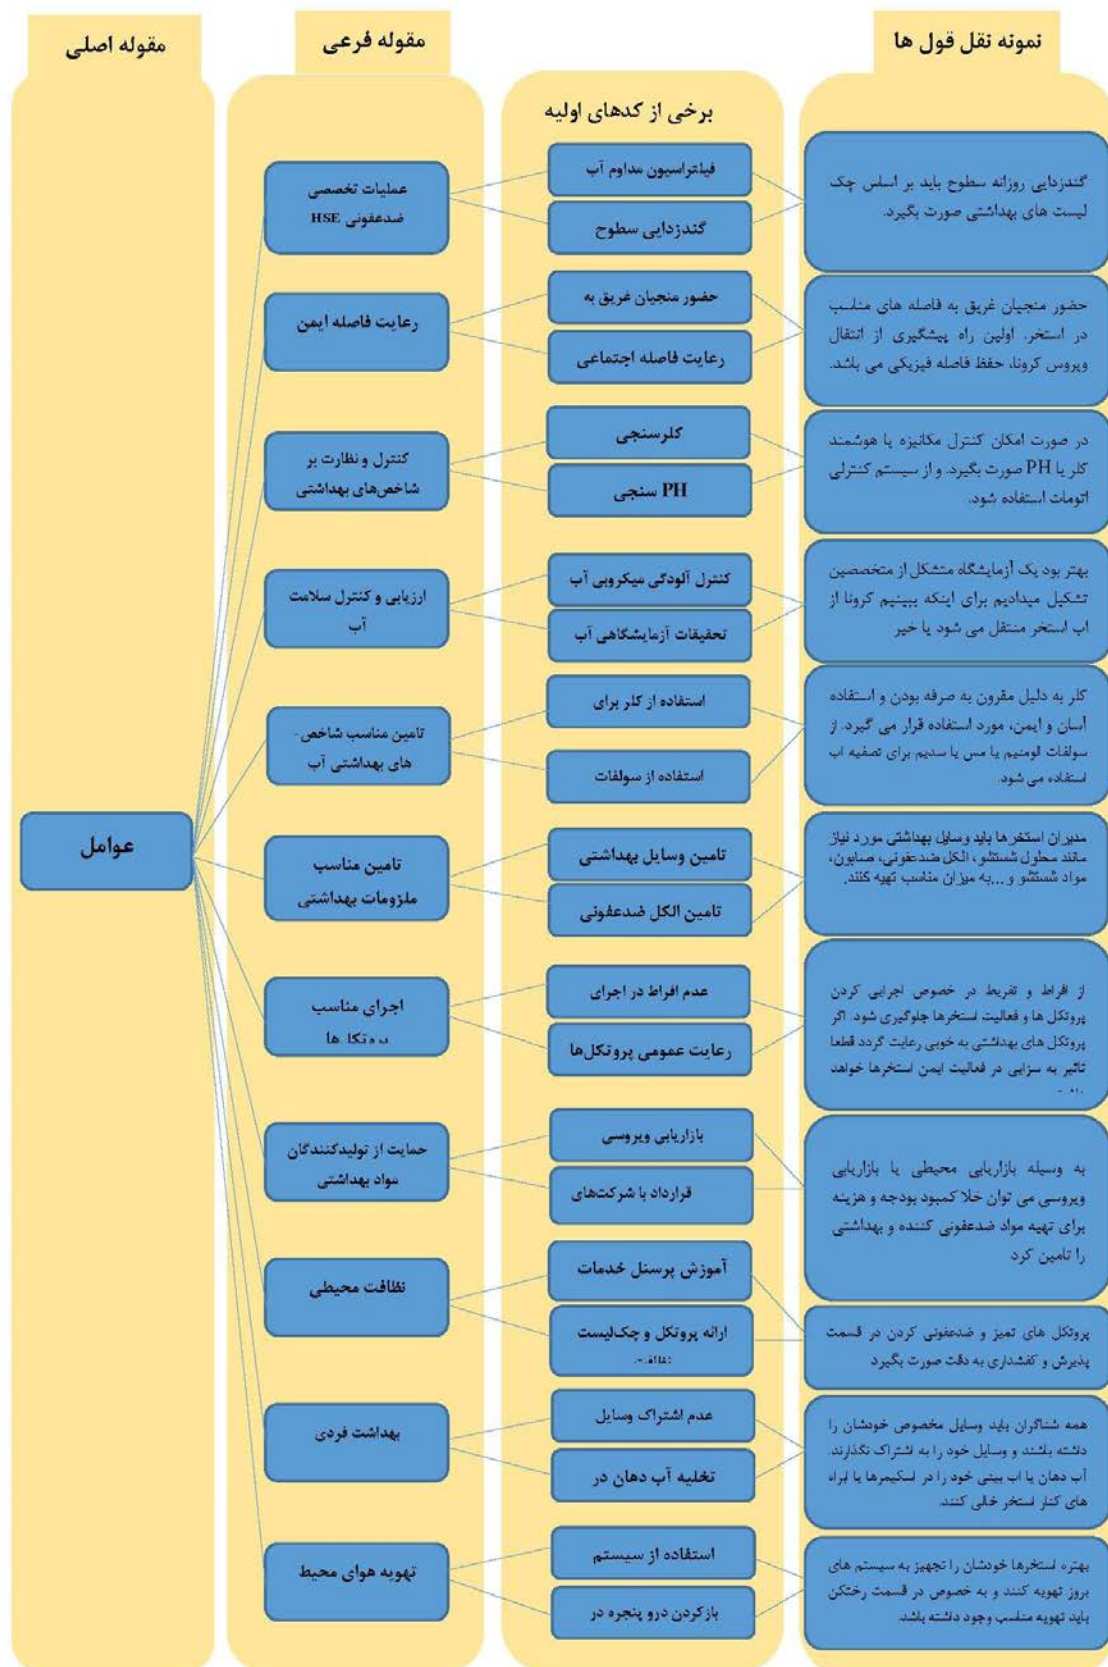 نمونه نقل قول ها
مقوله فرعی
مقوله اصلی
برخی از کدهای اولیه
گندزدایی روزانه سطوح باید بر اساس چک
لیست های بهداشتی صورت بگیرد.
فیلتراسیون مداوم آب
گندزدایی سطوح
عملیات تخصصی
ضدعفونی HSE
حضور منجیان غریق به فاصله های مناسب
در استخر. اولین راه پیشگیری از انتقال
ویروس کرونا، حفظ فاصله فیزیکی می باشد.
حضور منجیان غریق به
رعایت فاصله اجتماعی
رعایت فاصله ایمن
در صورت امکان کنترل مکانیزه یا هوشمند
کلر یا PH صورت بگیرد. و از سیستم کنترلی
اتومات استفاده شود.
کلرسنجی
PH سنجی
کنترل و نظارت بر
شاخص‌های بهداشتی
بهتر بود یک آزمایشگاه متشکل از متخصصین
تشکیل میدادیم برای اینکه ببینیم کرونا از
اب استخر منتقل می شود یا خیر
کنترل آلودگی میکروبی آب
تحقیقات آزمایشگاهی آب
ارزیابی و کنترل سلامت
آب
کلر به دلیل مقرون به صرفه بودن و استفاده
آسان و ایمن، مورد استفاده قرار می گیرد. از
سولفات الومنیم یا مس یا سدیم برای تصفیه اب
استفاده می شود.
استفاده از کلر برای
استفاده از سولفات
تامین مناسب شاخص-
های بهداشتی آب
عوامل
مدیران استخرها باید وسایل بهداشتی مورد نیاز
مانند محلول شستشو، الکل ضدعفونی، صابون،
مواد شستشو و ...به میزان مناسب تهیه کنند.
تامین وسایل بهداشتی
تامین الکل ضدعفونی
تامین مناسب
ملزومات بهداشتی
از افراط و تفریط در خصوص اجرایی کردن
پروتکل ها و فعالیت استخرها جلوگیری شود. اگر
پروتکل های بهداشتی به خوبی رعایت گردد قطعا
تاثیر به سزایی در فعالیت ایمن استخرها خواهد
عدم افراط در اجرای
رعایت عمومی پروتکل‌ها
اجرای مناسب
پروتکل‌ها
به وسیله بازاریابی محیطی یا بازاریابی
ویروسی می توان خلا کمبود بودجه و هزینه
برای تهیه مواد ضدعفونی کننده و بهداشتی
را تامین کرد
بازاریابی ویروسی
قرارداد با شرکت‌های
حمایت از تولیدکنندگان
مواد بهداشتی
پروتکل های تمیز و ضدعفونی کردن در قسمت
پذیرش و کفشداری به دقت صورت بگیرد
آموزش پرسنل خدمات
ارائه پروتکل و چک‌لیست
نظافت محیطی
همه شناگران باید وسایل مخصوص خودشان را
داشته باشند و وسایل خود را به اشتراک نگذارند.
آب دهان یا اب بینی خود را در اسکیمرها یا ابراه
های کنار استخر خالی کنند.
عدم اشتراک وسایل
تخلیه آب دهان در
بهداشت فردی
بهتره استخرها خودشان را تجهیز به سیستم های
بروز تهویه کنند و به خصوص در قسمت رختکن
باید تهویه مناسب وجود داشته باشد.
استفاده از سیستم
بازکردن درو پنجره در
تهویه هوای محیط